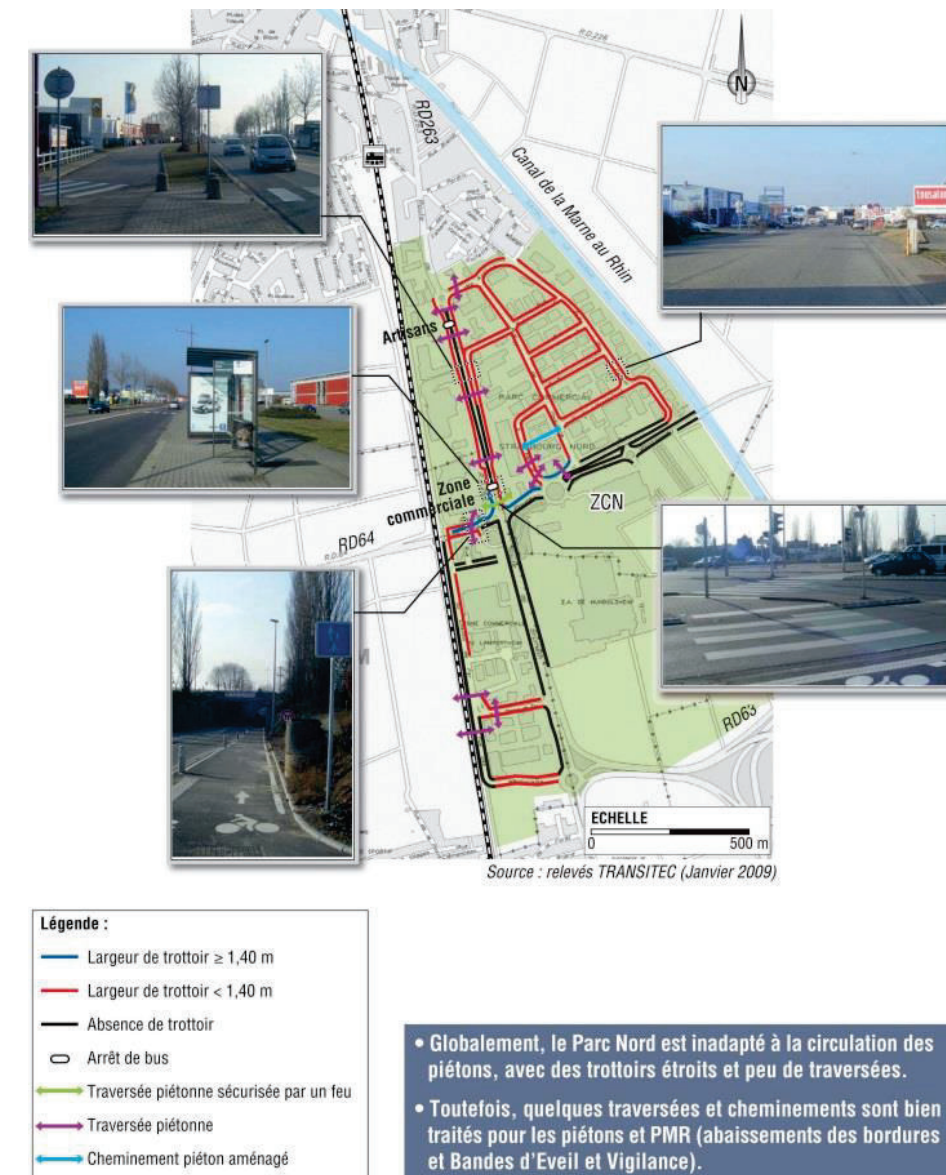 RD263
R.D.226
N
Canal de la Marne au Rhin
Artisans
PARC COMMERCIAL
STRASBOURG NORD
Zone
commerciale
ZCN
RD64
RD63
ECHELLE
0
500 m
Source : relevés TRANSITEC (Janvier 2009)
Légende :
Largeur de trottoir ≥ 1,40 m
Largeur de trottoir < 1,40 m
Absence de trottoir
Arrêt de bus
Traversée piétonne sécurisée par un feu
Traversée piétonne
Cheminement piéton aménagé
• Globalement, le Parc Nord est inadapté à la circulation des
piétons, avec des trottoirs étroits et peu de traversées.
• Toutefois, quelques traversées et cheminements sont bien
traités pour les piétons et PMR (abaissements des bordures
et Bandes d'Eveil et Vigilance).